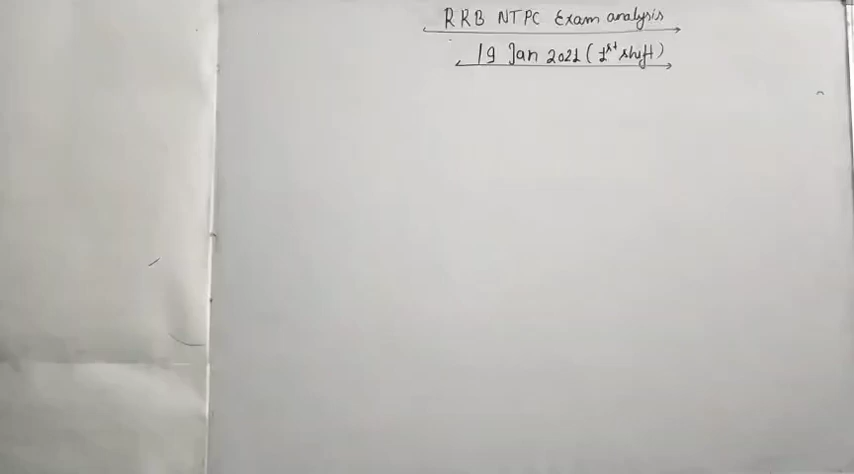 RRB NTPC Exam analysis
19 Jan 2021 (1st shift)